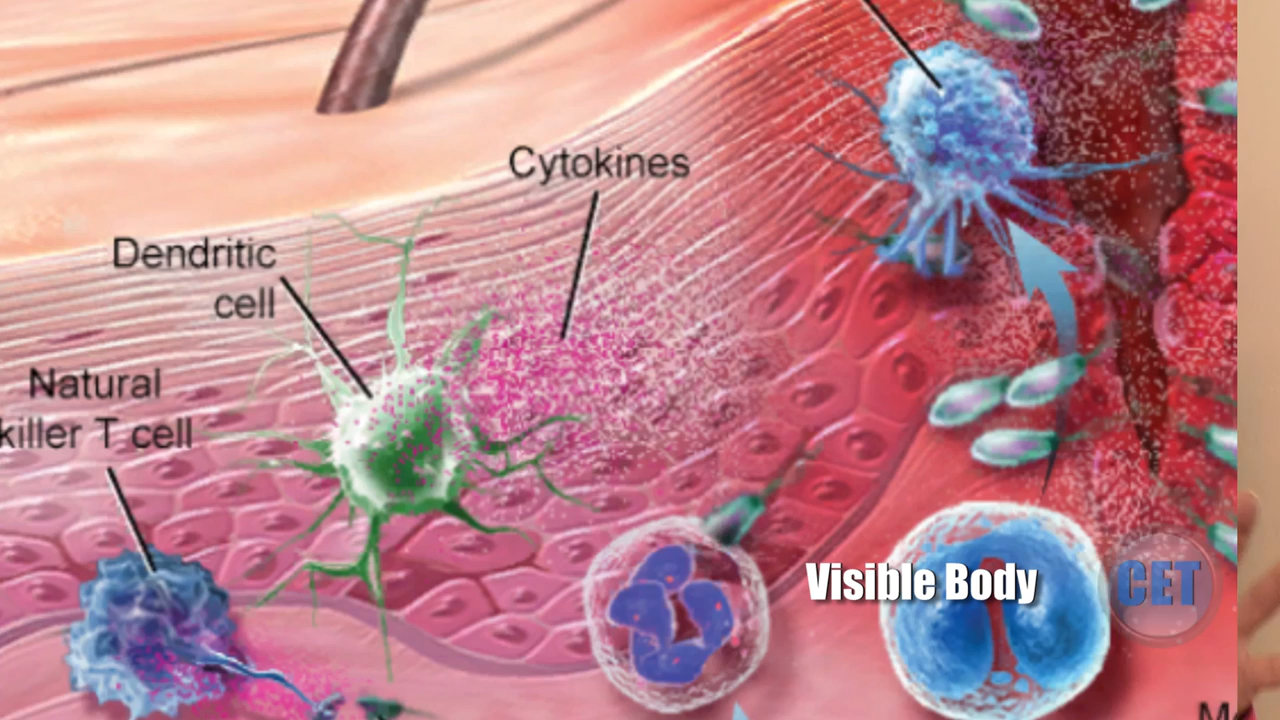 Cytokines
Dendritic
cell
Natural
killer T cell
Visible Body
CET